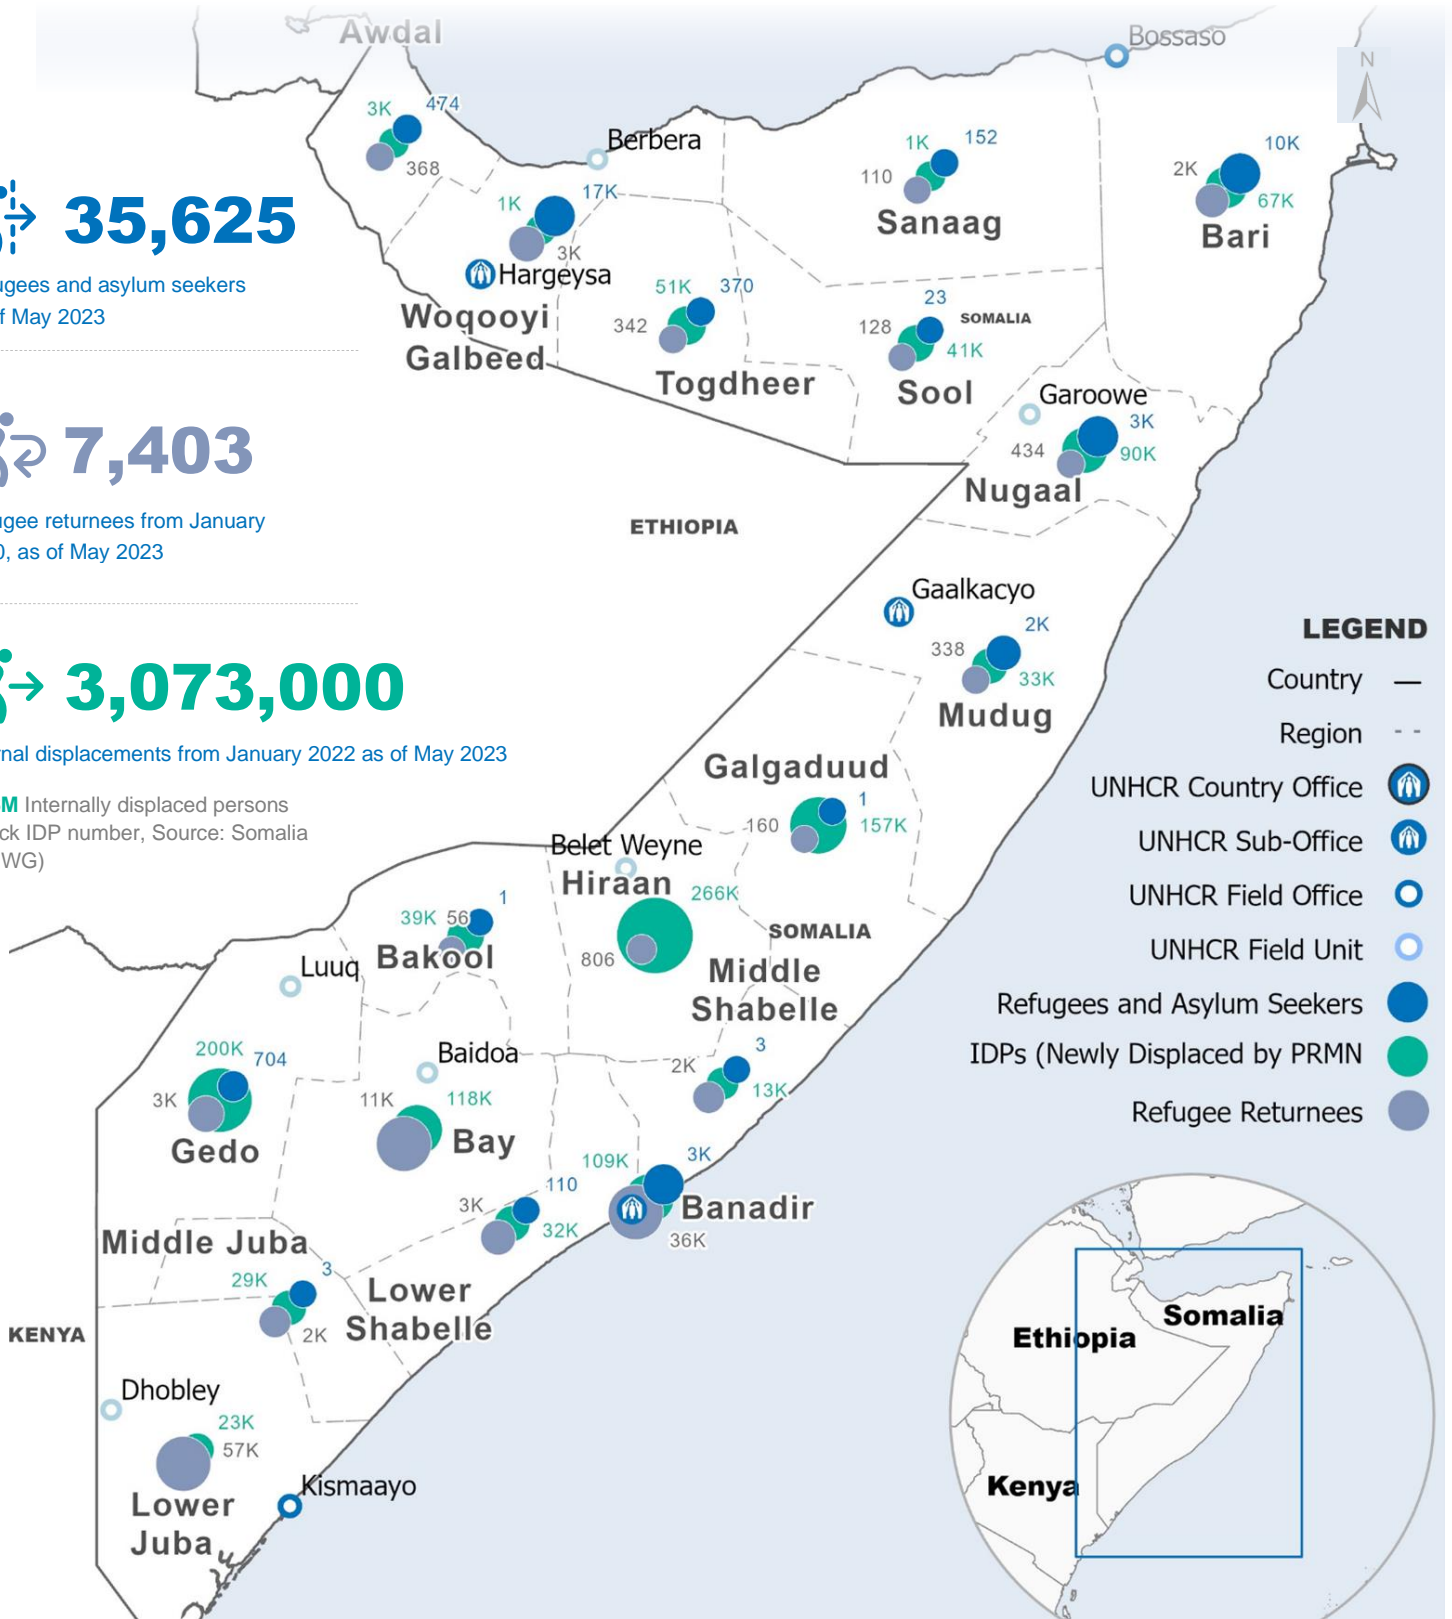 Awdal
Bossaso
N
3K
474
368
Berbera
1K
152
110
Sanaag
10K
2K
67K
Bari
35,625
ugees and asylum seekers
f May 2023
1K
17K
3K
Hargeysa
Woqooyi
Galbeed
51K
370
342
Togdheer
23
128
SOMALIA
41K
Sool
Garoowe
3K
434
90K
Nugaal
7,403
ugee returnees from January
0, as of May 2023
ETHIOPIA
Gaalkacyo
2K
338
33K
Mudug
3,073,000
rnal displacements from January 2022 as of May 2023
M Internally displaced persons
ck IDP number, Source: Somalia
WG)
LEGEND
Country
Region
UNHCR Country Office
UNHCR Sub-Office
UNHCR Field Office
UNHCR Field Unit
Refugees and Asylum Seekers
IDPs (Newly Displaced by PRMN
Refugee Returnees
Galgaduud
1
160
157K
Belet Weyne
Hiraan
266K
806
SOMALIA
1
39K
56
Bakool
Middle
Shabelle
3
2K
13K
Luuq
200K
704
3K
Gedo
Baidoa
11K
118K
Bay
109K
3K
Banadir
36K
3K
110
32K
Middle Juba
29K
3
2K
Lower
Shabelle
KENYA
Dhobley
23K
57K
Lower
Juba
Kismaayo
Somalia
Ethiopia
Kenya